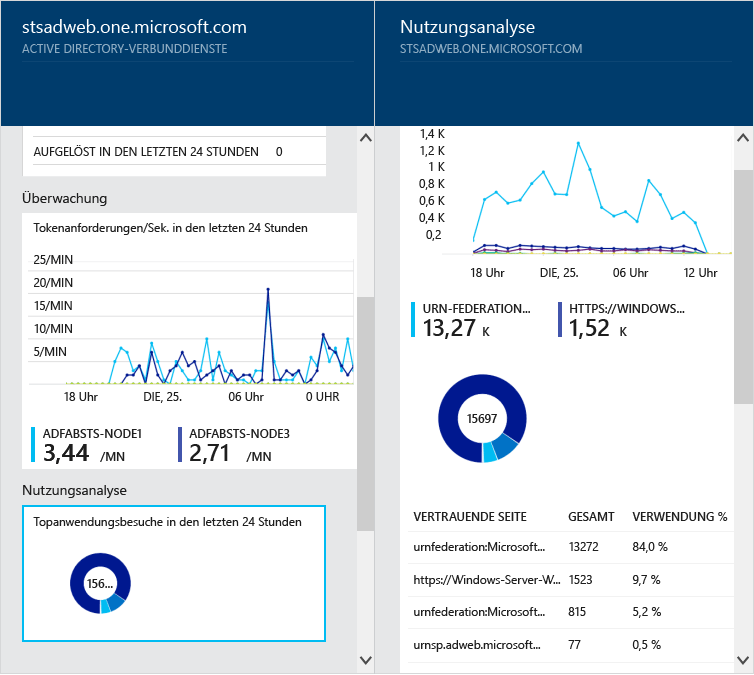 stsadweb.one.microsoft.com
ACTIVE DIRECTORY-VERBUNDDIENSTE
AUFGELÖST IN DEN LETZTEN 24 STUNDEN 0
Überwachung
Tokenanforderungen/Sek. in den letzten 24 Stunden
25/MIN
20/MIN
15/MIN
10/MIN
5/MIN
18 Uhr DIE, 25. 06 Uhr 0 UHR
ADFABSTS-NODE1 ADFABSTS-NODE3
3,44 /MN 2,71 /MN
Nutzungsanalyse
Topanwendungsbesuche in den letzten 24 Stunden
156...
Nutzungsanalyse
STSADWEB.ONE.MICROSOFT.COM
1,4 K
1,2 K
1 K
0,8 K
0,6 K
0,4 K
0,2
18 Uhr DIE, 25. 06 Uhr 12 Uhr
URN-FEDERATION... HTTPS://WINDOWS...
13,27 K 1,52 K
15697
VERTRAUENDE SEITE GESAMT VERWENDUNG %
urnfederation:Microsoft... 13272 84,0 %
https://Windows-Server-W... 1523 9,7 %
urnfederation:Microsoft... 815 5,2 %
urnsp.adweb.microsoft... 77 0,5 %